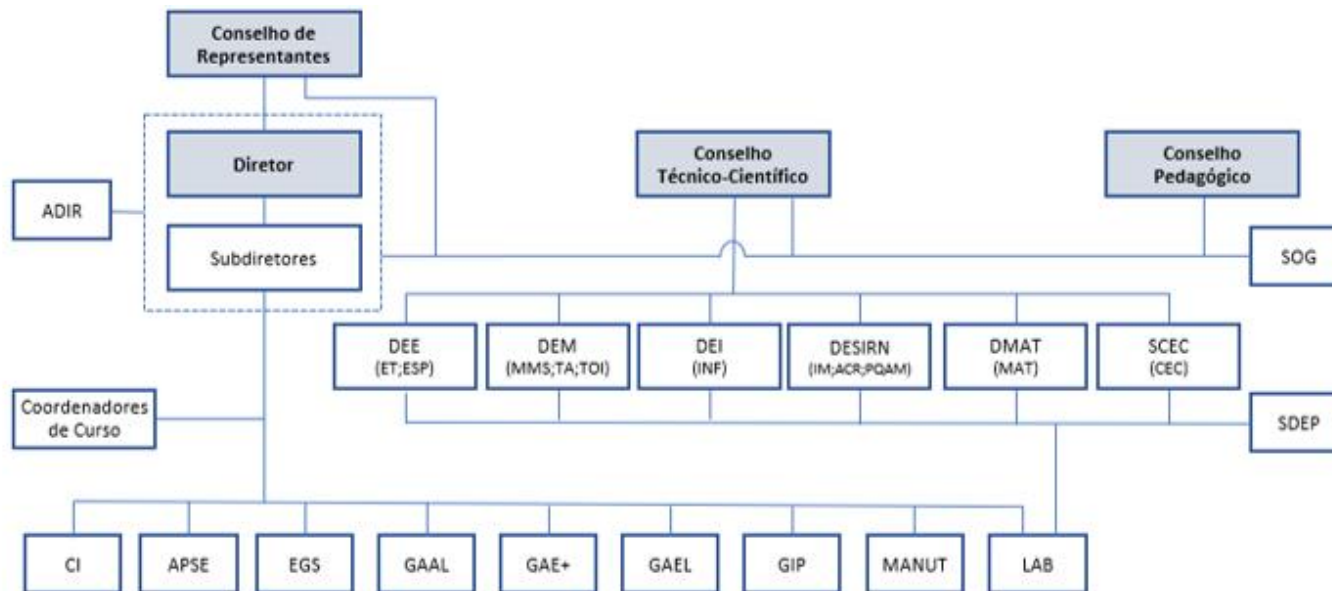 Conselho de
Representantes
Diretor
Conselho
Técnico-Científico
Conselho
Pedagógico
ADIR
Subdiretores
SOG
DEE
(ET;ESP)
DEM
(MMS;TA;TOI)
DEI
(INF)
DESIRN
(IM;ACR;PQAM)
DMAT
(MAT)
SCEC
(CEC)
Coordenadores
de Curso
SDEP
CI
APSE
EGS
GAAL
GAE+
GAEL
GIP
MANUT
LAB